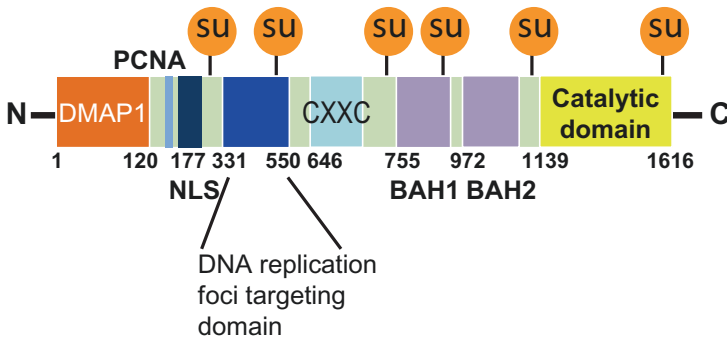 su su su su su su
PCNA
N DMAP1 CXXC Catalytic domain C
1 120 177 331 550 646 755 972 1139 1616
NLS BAH1 BAH2
DNA replication
foci targeting
domain